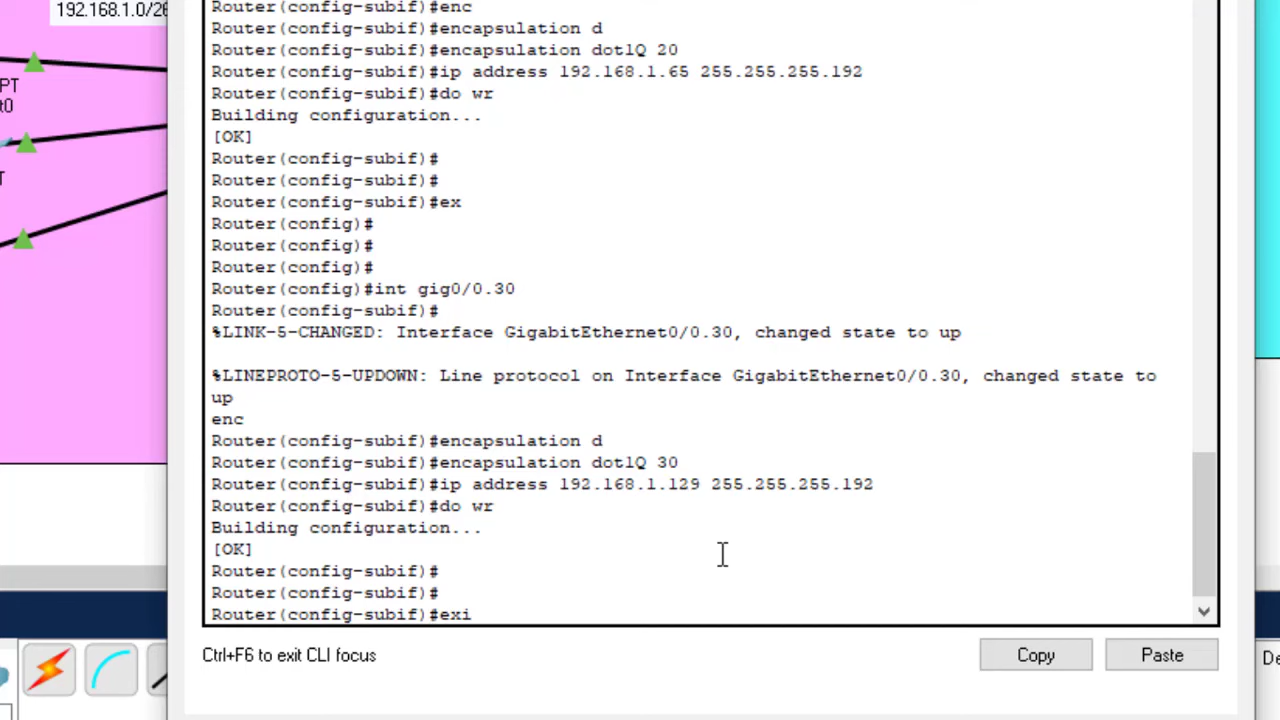 192.168.1.0/26
PT
t0
T
Router(config-subif)#enc
Router(config-subif)#encapsulation d
Router(config-subif)#encapsulation dot1Q 20
Router(config-subif)#ip address 192.168.1.65 255.255.255.192
Router(config-subif)#do wr
Building configuration...
[OK]
Router(config-subif)#
Router(config-subif)#
Router(config-subif)#ex
Router(config)#
Router(config)#
Router(config)#
Router(config)#int gig0/0.30
Router(config-subif)#
%LINK-5-CHANGED: Interface GigabitEthernet0/0.30, changed state to up
%LINEPROTO-5-UPDOWN: Line protocol on Interface GigabitEthernet0/0.30, changed state to
up
enc
Router(config-subif)#encapsulation d
Router(config-subif)#encapsulation dot1Q 30
Router(config-subif)#ip address 192.168.1.129 255.255.255.192
Router(config-subif)#do wr
Building configuration...
[OK]
Router(config-subif)#
Router(config-subif)#
Router(config-subif)#exi
Ctrl+F6 to exit CLI focus
Copy
Paste
De